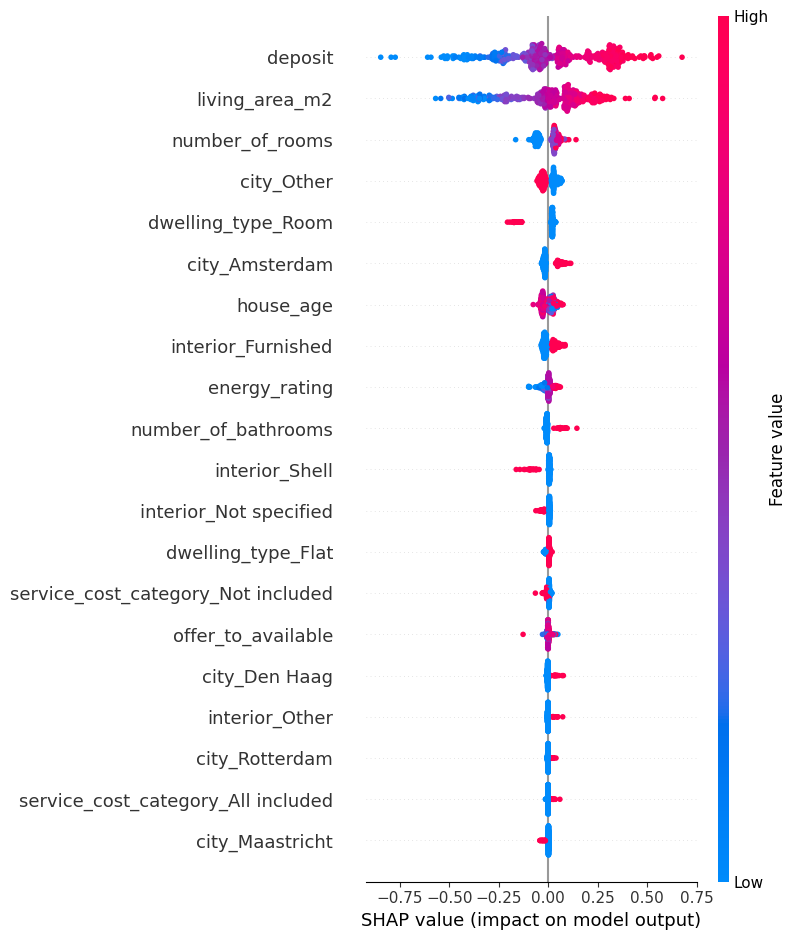 High
deposit
living_area_m2
number_of_rooms
city_Other
dwelling_type_Room
city_Amsterdam
house_age
interior_Furnished
energy_rating
number_of_bathrooms
interior_Shell
interior_Not specified
dwelling_type_Flat
service_cost_category_Not included
offer_to_available
city_Den Haag
interior_Other
city_Rotterdam
service_cost_category_All included
city_Maastricht
Feature value
Low
−0.75 −0.50 −0.25 0.00 0.25 0.50 0.75
SHAP value (impact on model output)